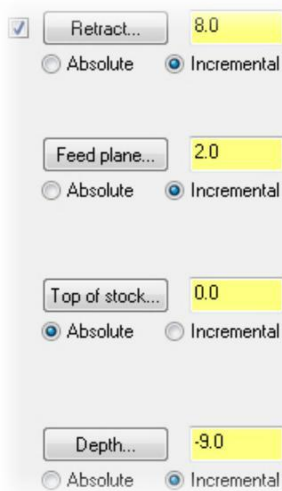 Retract... 8.0
Absolute Incremental
Feed plane... 2.0
Absolute Incremental
Top of stock... 0.0
Absolute Incremental
Depth... -9.0
Absolute Incremental